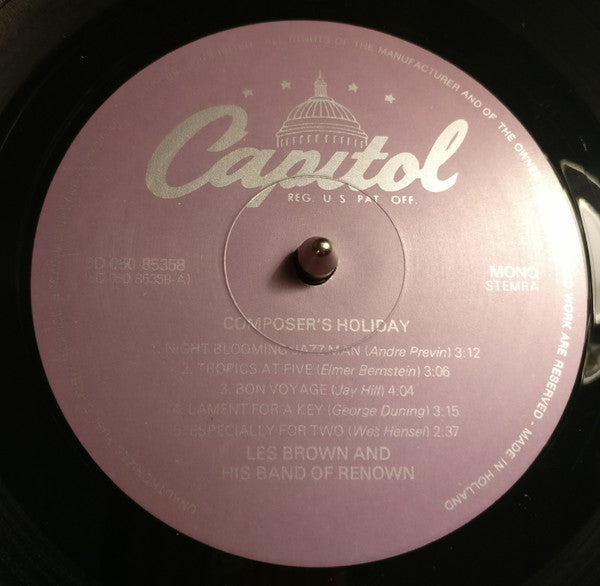 Capitol
REG. U S PAT. OFF.
050 85358
MONO
STEMRA
COMPOSER'S HOLIDAY
1. NIGHT BLOOMING JAZZ MAN (Andre Previn) 3:12
2. TROPICS AT FIVE (Elmer Bernstein) 3:06
3. BON VOYAGE (Jay Hill) 4:04
4. LAMENT FOR A KEY (George Duning) 3:15
5. ESPECIALLY FOR TWO (Wes Hensel) 2.37
LES BROWN AND
HIS BAND OF RENOWN
ALL RIGHTS OF THE MANUFACTURER AND OF THE OWNER
WORK ARE RESERVED · MADE IN HOLLAND